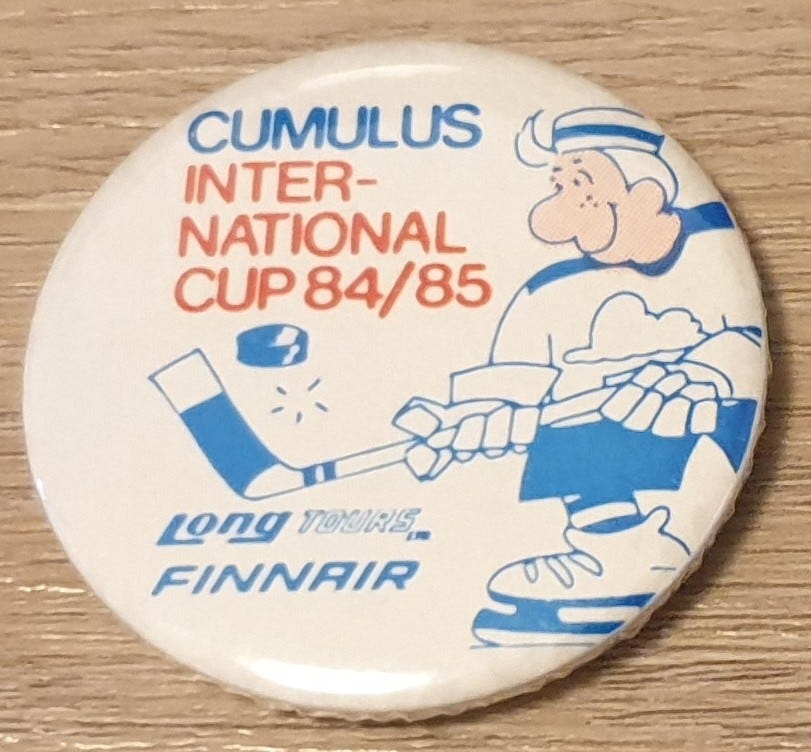 CUMULUS
INTER-
NATIONAL
CUP 84/85
Long TOURS
FINNAIR